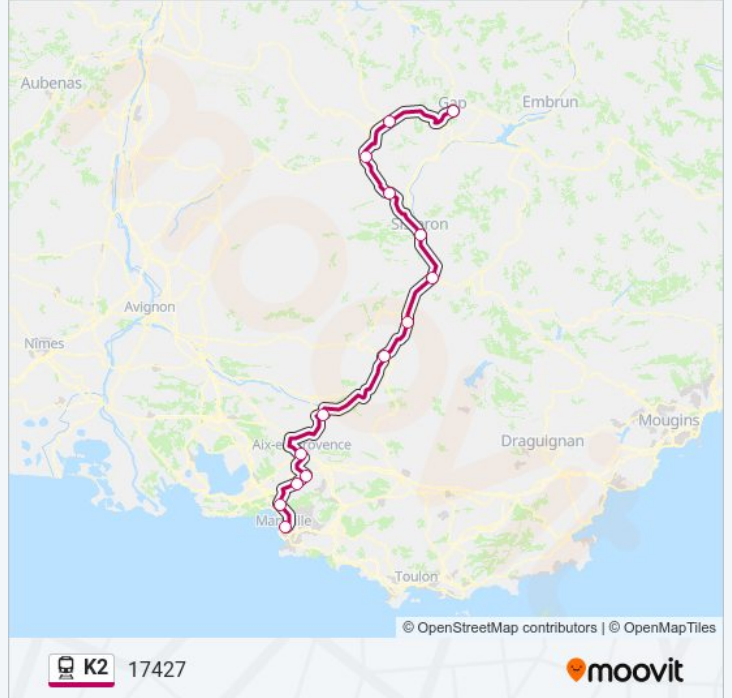 Aubenas
Gap
Embrun
Sisteron
Avignon
Nîmes
Mougins
Aix-en-Provence
Draguignan
Marseille
Toulon
© OpenStreetMap contributors | © OpenMapTiles
K2 17427 moovit
moovit